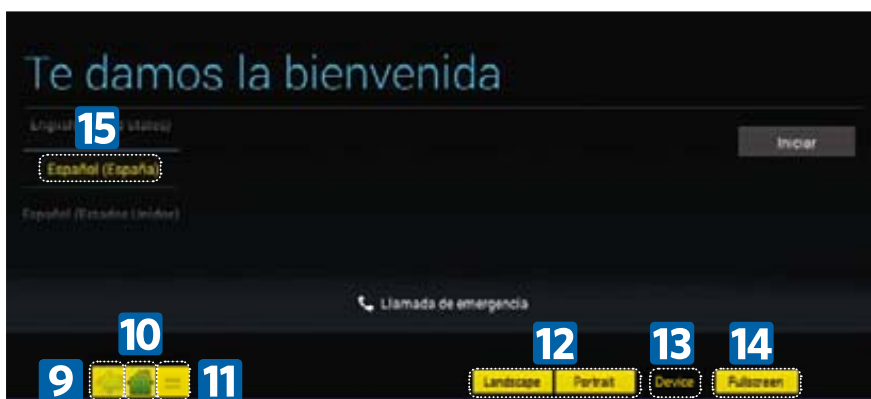 Te damos la bienvenida
15
Español (España)
Iniciar
Español (Estados Unidos)
Llamada de emergencia
10
12
13
14
9
11
Landscape Portrait Device Fullscreen